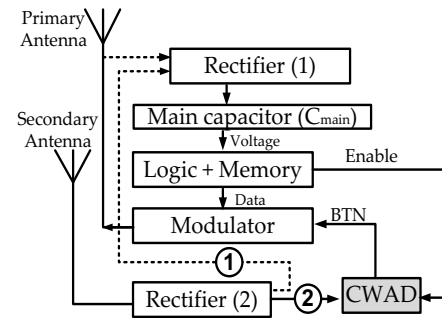 Primary
Antenna
Rectifier (1)
Secondary
Antenna
Main capacitor (Cmain)
Voltage
Logic + Memory
Enable
Data
Modulator
BTN
1
Rectifier (2)
2
CWAD